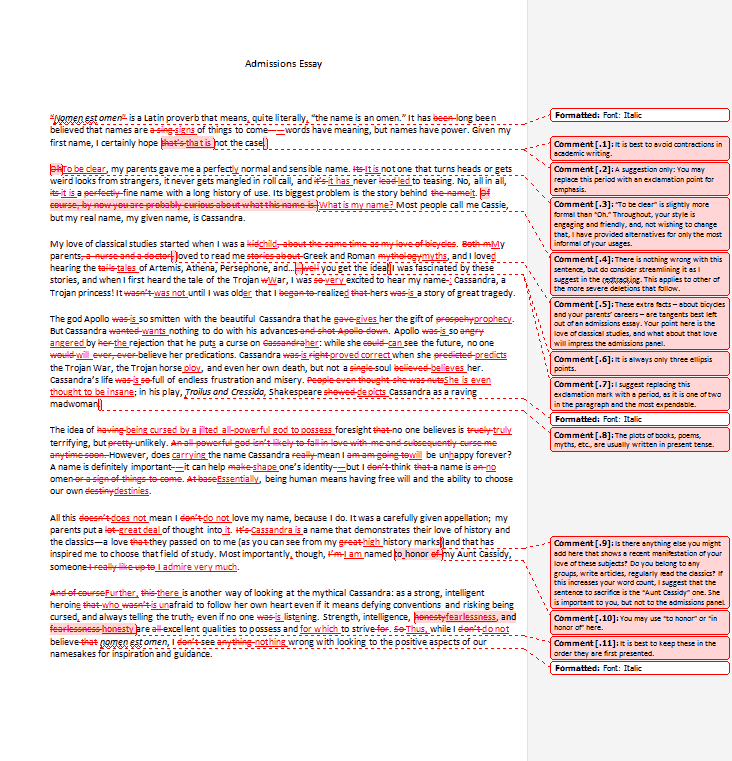 Admissions Essay
"Nomen est omen" is a Latin proverb that means, quite literally, "the name is an omen." It has been long been
believed that names are a sing signs of things to come——words have meaning, but names have power. Given my
first name, I certainly hope that's that is not the case.
Oh To be clear, my parents gave me a perfectly normal and sensible name. Its It is not one that turns heads or gets
weird looks from strangers, it never gets mangled in roll call, and it's it has never lead led to teasing. No, all in all,
its it is a perfectly fine name with a long history of use. Its biggest problem is the story behind the name it. Of
course, by now you are probably curious about what this name is. What is my name? Most people call me Cassie,
but my real name, my given name, is Cassandra.
My love of classical studies started when I was a kid child, about the same time as my love of bicycles. Both m My
parents, a nurse and a doctor, loved to read me stories about Greek and Roman mythology myths, and I loved
hearing the tall tales of Artemis, Athena, Persephone, and... well you get the idea! I was fascinated by these
stories, and when I first heard the tale of the Trojan w War, I was so very excited to hear my name-: Cassandra, a
Trojan princess! It wasn't was not until I was older that I began to realized that hers was is a story of great tragedy.
The god Apollo was is so smitten with the beautiful Cassandra that he gave gives her the gift of prosephy prophecy.
But Cassandra wanted wants nothing to do with his advances and shot Apollo down. Apollo was is so angry
angered by her the rejection that he puts a curse on Cassandra her: while she could can see the future, no one
would will ever, ever believe her predications. Cassandra was is right proved correct when she predicted predicts
the Trojan War, the Trojan horse ploy, and even her own death, but not a single soul believed believes her.
Cassandra's life was is so full of endless frustration and misery. People even thought she was nuts She is even
thought to be insane; in his play, Troilus and Cressida, Shakespeare showed depicts Cassandra as a raving
madwoman.
The idea of having being cursed by a jilted all-powerful god to possess foresight that no one believes is truely truly
terrifying, but pretty unlikely. An all powerful god isn't likely to fall in love with me and subsequently curse me
anytime soon. However, does carrying the name Cassandra really mean I am am going to will be unhappy forever?
A name is definitely important-—it can help make shape one's identity-—but I don't think that a name is an no
omen or a sign of things to come. At base Essentially, being human means having free will and the ability to choose
our own destiny destinies.
All this doesn't does not mean I don't do not love my name, because I do. It was a carefully given appellation; my
parents put a lot great deal of thought into it. It's Cassandra is a name that demonstrates their love of history and
the classics—a love that they passed on to me (as you can see from my great high history marks) and that has
inspired me to choose that field of study. Most importantly, though, I'm I am named to honor of my Aunt Cassidy,
someone I really like up to I admire very much.
And of course Further, this there is another way of looking at the mythical Cassandra: as a strong, intelligent
heroine that who wasn't is unafraid to follow her own heart even if it means defying conventions and risking being
cursed, and always telling the truth, even if no one was is listening. Strength, intelligence, honesty fearlessness, and
fearlessness honesty are all excellent qualities to possess and for which to strive for. So Thus, while I don't do not
believe that nomen est omen, I don't see anything nothing wrong with looking to the positive aspects of our
namesakes for inspiration and guidance.
Formatted: Font: Italic
Comment [.1]: It is best to avoid contractions in
academic writing.
Comment [.2]: A suggestion only: You may
replace this period with an exclamation point for
emphasis.
Comment [.3]: "To be clear" is slightly more
formal than "Oh." Throughout, your style is
engaging and friendly, and, not wishing to change
that, I have provided alternatives for only the most
informal of your usages.
Comment [.4]: There is nothing wrong with this
sentence, but do consider streamlining it as I
suggest in the redtracking. This applies to other of
the more severe deletions that follow.
Comment [.5]: These extra facts – about bicycles
and your parents' careers – are tangents best left
out of an admissions essay. Your point here is the
love of classical studies, and what about that love
will impress the admissions panel.
Comment [.6]: It is always only three ellipsis
points.
Comment [.7]: I suggest replacing this
exclamation mark with a period, as it is one of two
in the paragraph and the most expendable.
Formatted: Font: Italic
Comment [.8]: The plots of books, poems,
myths, etc., are usually written in present tense.
Comment [.9]: Is there anything else you might
add here that shows a recent manifestation of your
love of these subjects? Do you belong to any
groups, write articles, regularly read the classics? If
this increases your word count, I suggest that the
sentence to sacrifice is the "Aunt Cassidy" one. She
is important to you, but not to the admissions panel.
Comment [.10]: You may use "to honor" or "in
honor of" here.
Comment [.11]: It is best to keep these in the
order they are first presented.
Formatted: Font: Italic